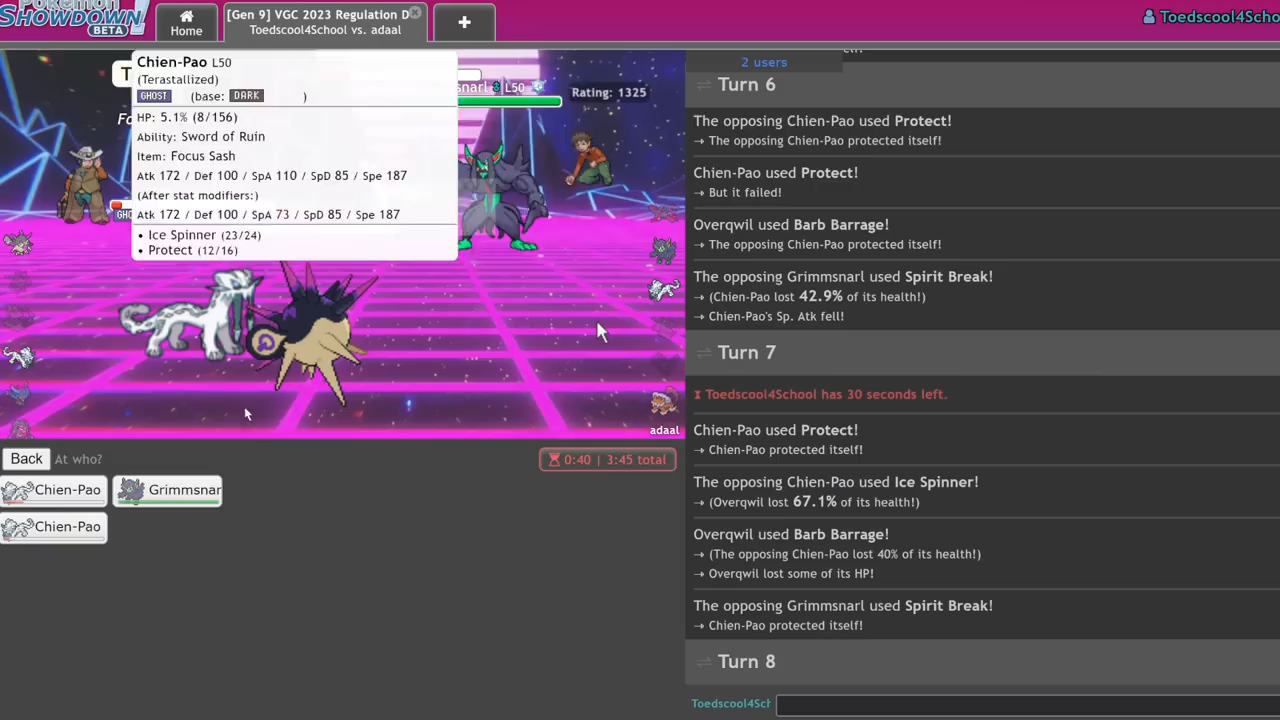 POKÉMON
SHOWDOWN!
BETA
Home
[Gen 9] VGC 2023 Regulation D
Toedscool4School vs. adaal
+
Toedscool4Scho
2 users
Turn 6
The opposing Chien-Pao used Protect!
→ The opposing Chien-Pao protected itself!
Chien-Pao used Protect!
→ But it failed!
Overqwil used Barb Barrage!
→ The opposing Chien-Pao protected itself!
The opposing Grimmsnarl used Spirit Break!
→ (Chien-Pao lost 42.9% of its health!)
→ Chien-Pao's Sp. Atk fell!
Turn 7
Toedscool4School has 30 seconds left.
Chien-Pao used Protect!
→ Chien-Pao protected itself!
The opposing Chien-Pao used Ice Spinner!
→ (Overqwil lost 67.1% of its health!)
Overqwil used Barb Barrage!
→ (The opposing Chien-Pao lost 40% of its health!)
→ Overqwil lost some of its HP!
The opposing Grimmsnarl used Spirit Break!
→ Chien-Pao protected itself!
Turn 8
Toedscool4Sch
Chien-Pao L50
(Terastallized)
GHOST (base: DARK )
HP: 5.1% (8/156)
Ability: Sword of Ruin
Item: Focus Sash
Atk 172 / Def 100 / SpA 110 / SpD 85 / Spe 187
(After stat modifiers:)
Atk 172 / Def 100 / SpA 73 / SpD 85 / Spe 187
• Ice Spinner (23/24)
• Protect (12/16)
T
Fo
GHO
snarl L50
Rating: 1325
adaal
Back At who?
0:40 | 3:45 total
Chien-Pao
Grimmsnar
Chien-Pao